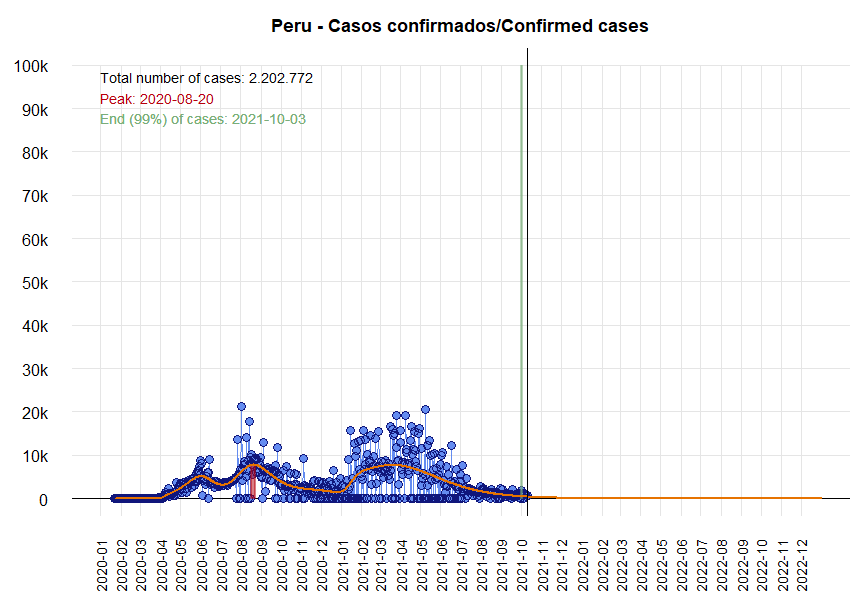 Peru - Casos confirmados/Confirmed cases
100k
90k
80k
70k
60k
50k
40k
30k
20k
10k
0
Total number of cases: 2.202.772
Peak: 2020-08-20
End (99%) of cases: 2021-10-03
2020-01
2020-02
2020-03
2020-04
2020-05
2020-06
2020-07
2020-08
2020-09
2020-10
2020-11
2020-12
2021-01
2021-02
2021-03
2021-04
2021-05
2021-06
2021-07
2021-08
2021-09
2021-10
2021-11
2021-12
2022-01
2022-02
2022-03
2022-04
2022-05
2022-06
2022-07
2022-08
2022-09
2022-10
2022-11
2022-12